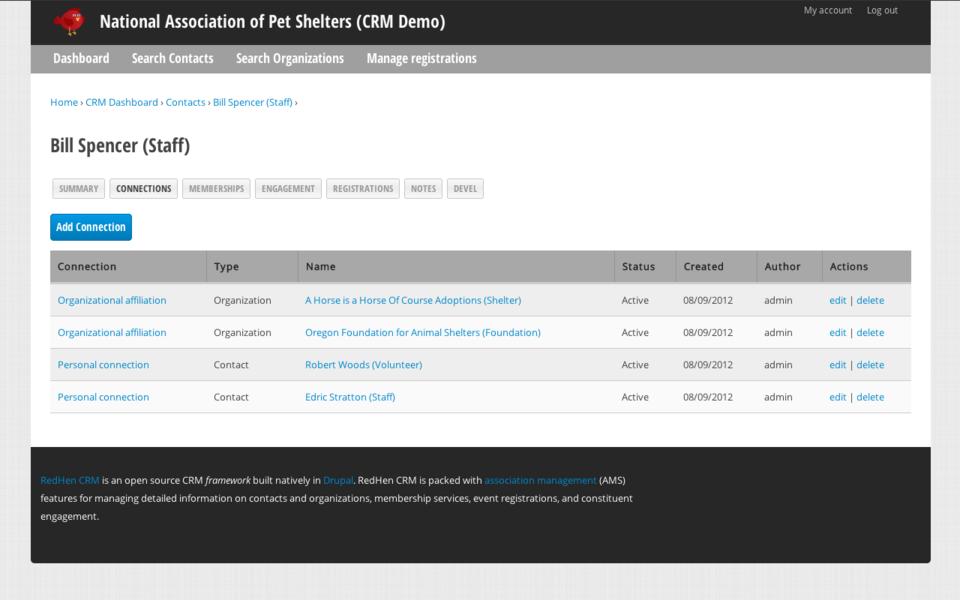 My account Log out
National Association of Pet Shelters (CRM Demo)
Dashboard Search Contacts Search Organizations Manage registrations
Home › CRM Dashboard › Contacts › Bill Spencer (Staff) ›
Bill Spencer (Staff)
SUMMARY CONNECTIONS MEMBERSHIPS ENGAGEMENT REGISTRATIONS NOTES DEVEL
Add Connection
Connection Type Name Status Created Author Actions
Organizational affiliation Organization A Horse is a Horse Of Course Adoptions (Shelter) Active 08/09/2012 admin edit | delete
Organizational affiliation Organization Oregon Foundation for Animal Shelters (Foundation) Active 08/09/2012 admin edit | delete
Personal connection Contact Robert Woods (Volunteer) Active 08/09/2012 admin edit | delete
Personal connection Contact Edric Stratton (Staff) Active 08/09/2012 admin edit | delete
RedHen CRM is an open source CRM framework built natively in Drupal. RedHen CRM is packed with association management (AMS)
features for managing detailed information on contacts and organizations, membership services, event registrations, and constituent
engagement.